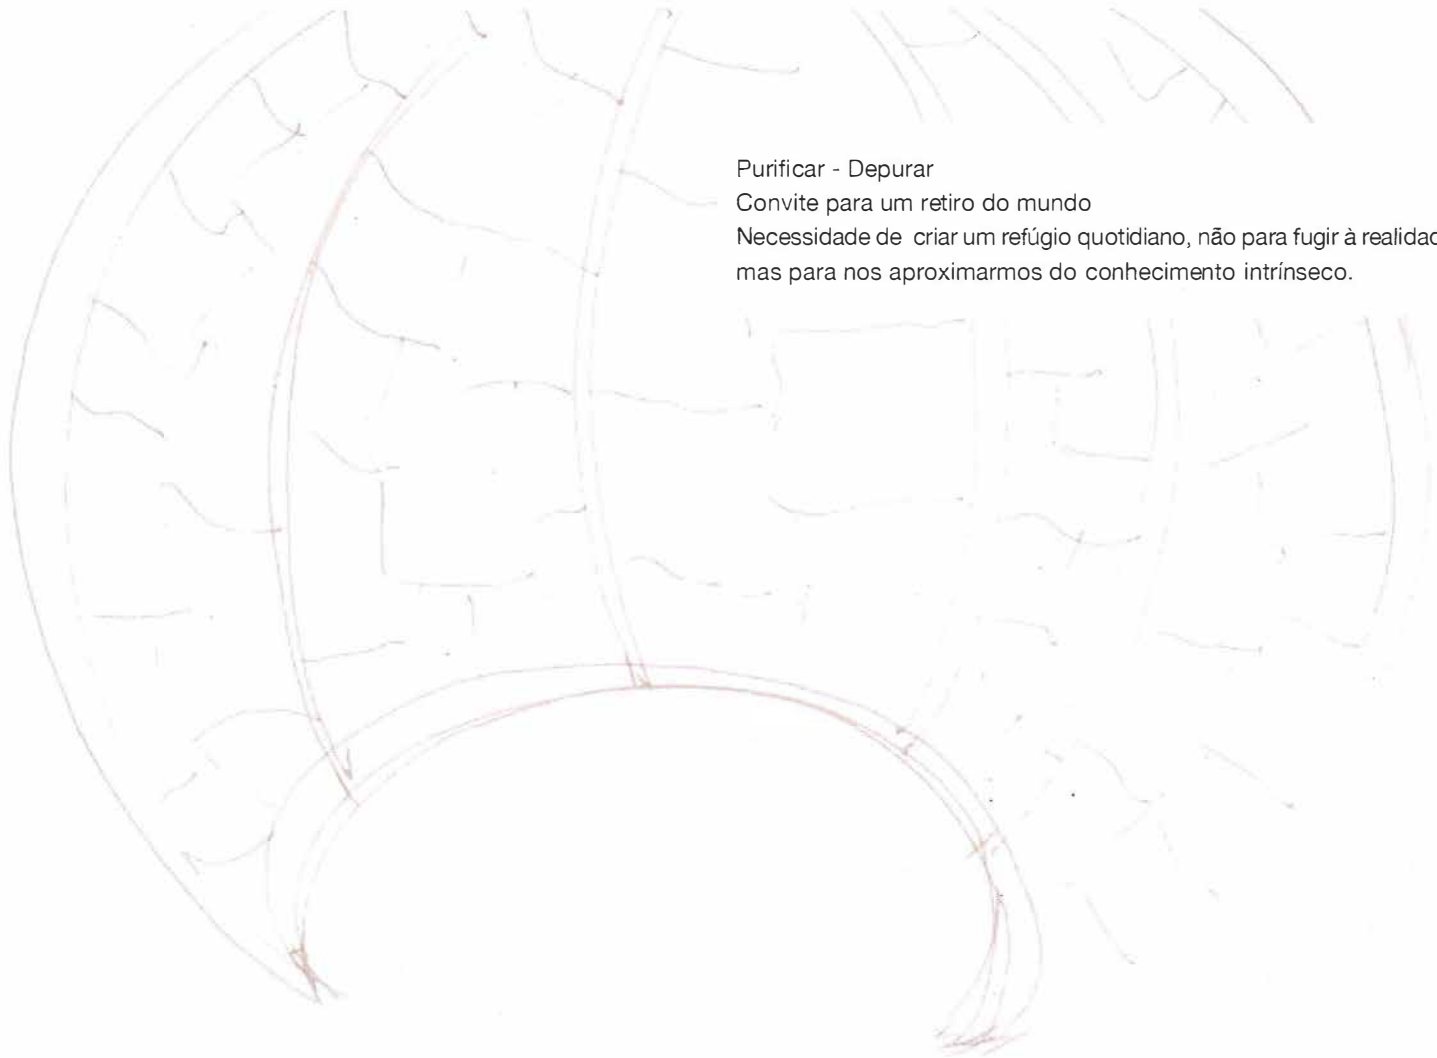 Purificar - Depurar
Convite para um retiro do mundo
Necessidade de criar um refúgio quotidiano, não para fugir à realidad
mas para nos aproximarmos do conhecimento intrínseco.